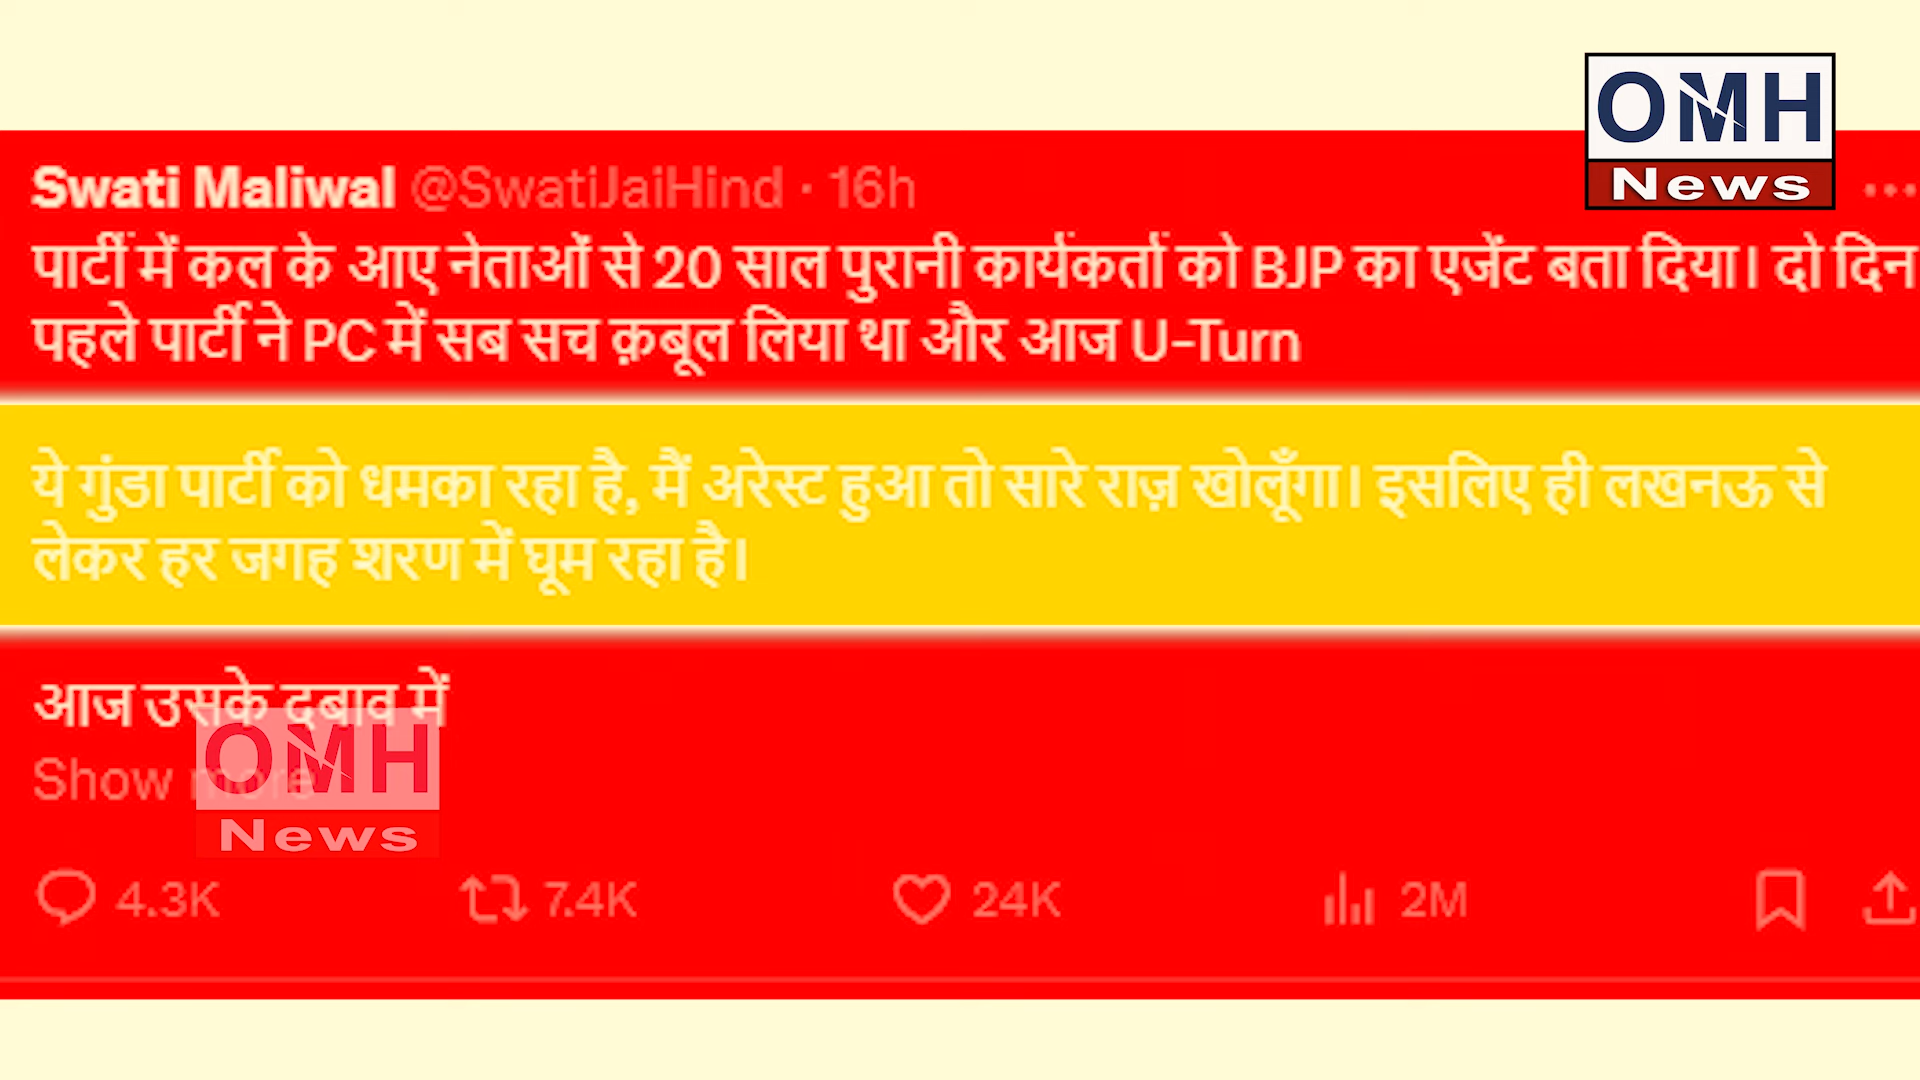 OMH
News
Swati Maliwal @SwatiJaiHind · 16h
पार्टी में कल के आए नेताओं से 20 साल पुरानी कार्यकर्ता को BJP का एजेंट बता दिया। दो दिन
पहले पार्टी ने PC में सब सच क़बूल लिया था और आज U-Turn
ये गुंडा पार्टी को धमका रहा है, मैं अरेस्ट हुआ तो सारे राज़ खोलूँगा। इसलिए ही लखनऊ से
लेकर हर जगह शरण में घूम रहा है।
आज उसके दबाव में
Show more
OMH
News
4.3K 7.4K 24K 2M